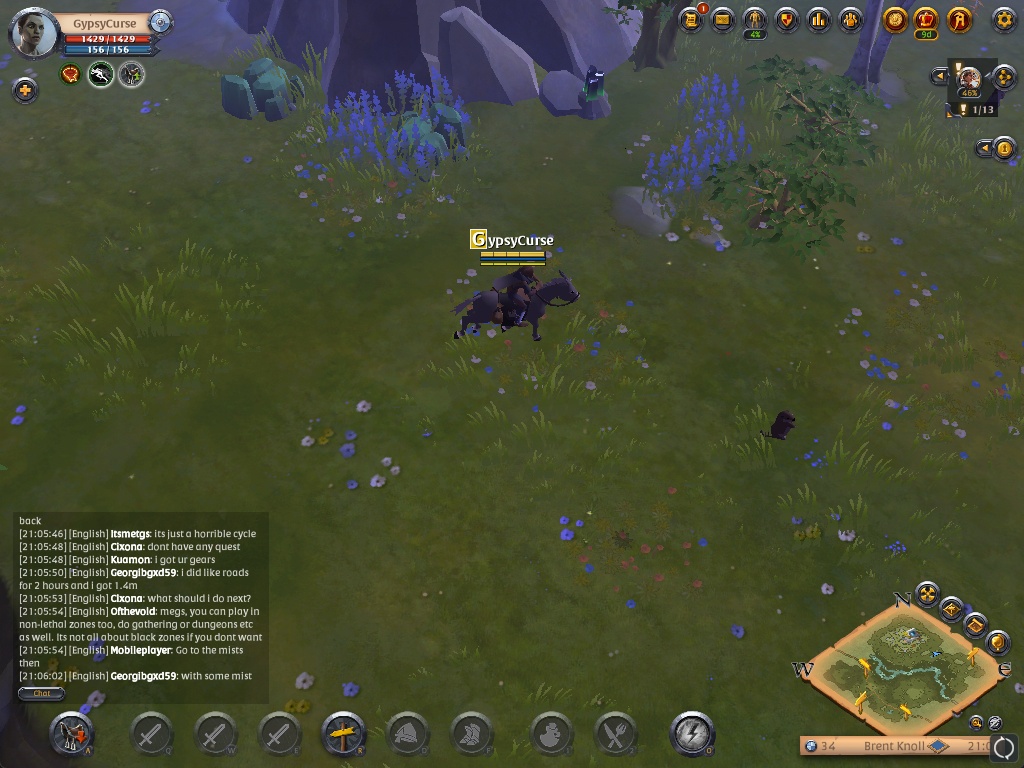 GypsyCurse
1429 / 1429
156 / 156
1
4%
9d
46%
1/13
GypsyCurse
back
[21:05:46] [English] Itsmetgs: its just a horrible cycle
[21:05:48] [English] Cixona: dont have any quest
[21:05:48] [English] Kuamon: i got ur gears
[21:05:50] [English] Georgibgxd59: i did like roads
for 2 hours and i got 1.4m
[21:05:53] [English] Cixona: what should i do next?
[21:05:54] [English] Ofthevold: megs, you can play in
non-lethal zones too, do gathering or dungeons etc
as well. Its not all about black zones if you dont want
[21:05:54] [English] Mobileplayer: Go to the mists
then
[21:06:02] [English] Georgibgxd59: with some mist
Chat
N
W
E
A
Q
W
E
R
D
F
34 Brent Knoll